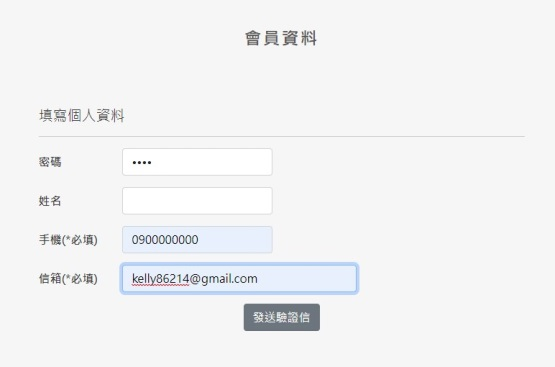 會員資料
填寫個人資料
密碼 ••••
姓名
手機(*必填) 0900000000
信箱(*必填) kelly86214@gmail.com
發送驗證信